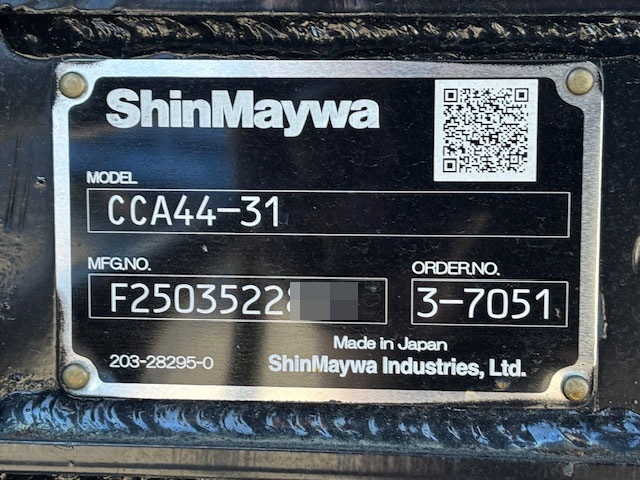 ShinMaywa
MODEL
CCA44-31
MFG.NO.
F2503522
ORDER.NO.
3-7051
Made in Japan
203-28295-0
ShinMaywa Industries, Ltd.